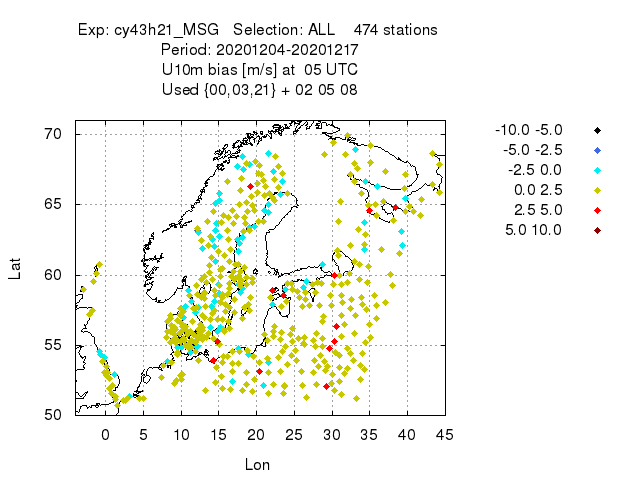 Exp: cy43h21_MSG   Selection: ALL    474 stations
Period: 20201204-20201217
U10m bias [m/s] at  05 UTC
Used {00,03,21} + 02 05 08
-10.0 -5.0
-5.0 -2.5
-2.5 0.0
0.0 2.5
2.5 5.0
5.0 10.0
70
65
60
55
50
Lat
0 5 10 15 20 25 30 35 40 45
Lon